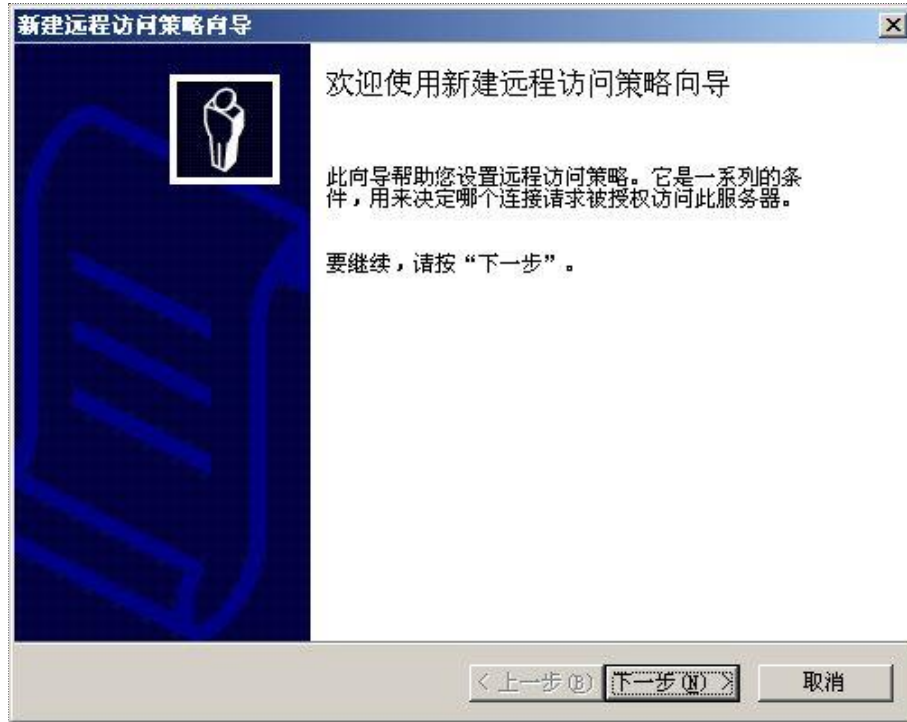 新建远程访问策略向导
欢迎使用新建远程访问策略向导
此向导帮助您设置远程访问策略。它是一系列的条
件，用来决定哪个连接请求被授权访问此服务器。
要继续，请按“下一步”。
< 上一步(B) 下一步(N) > 取消